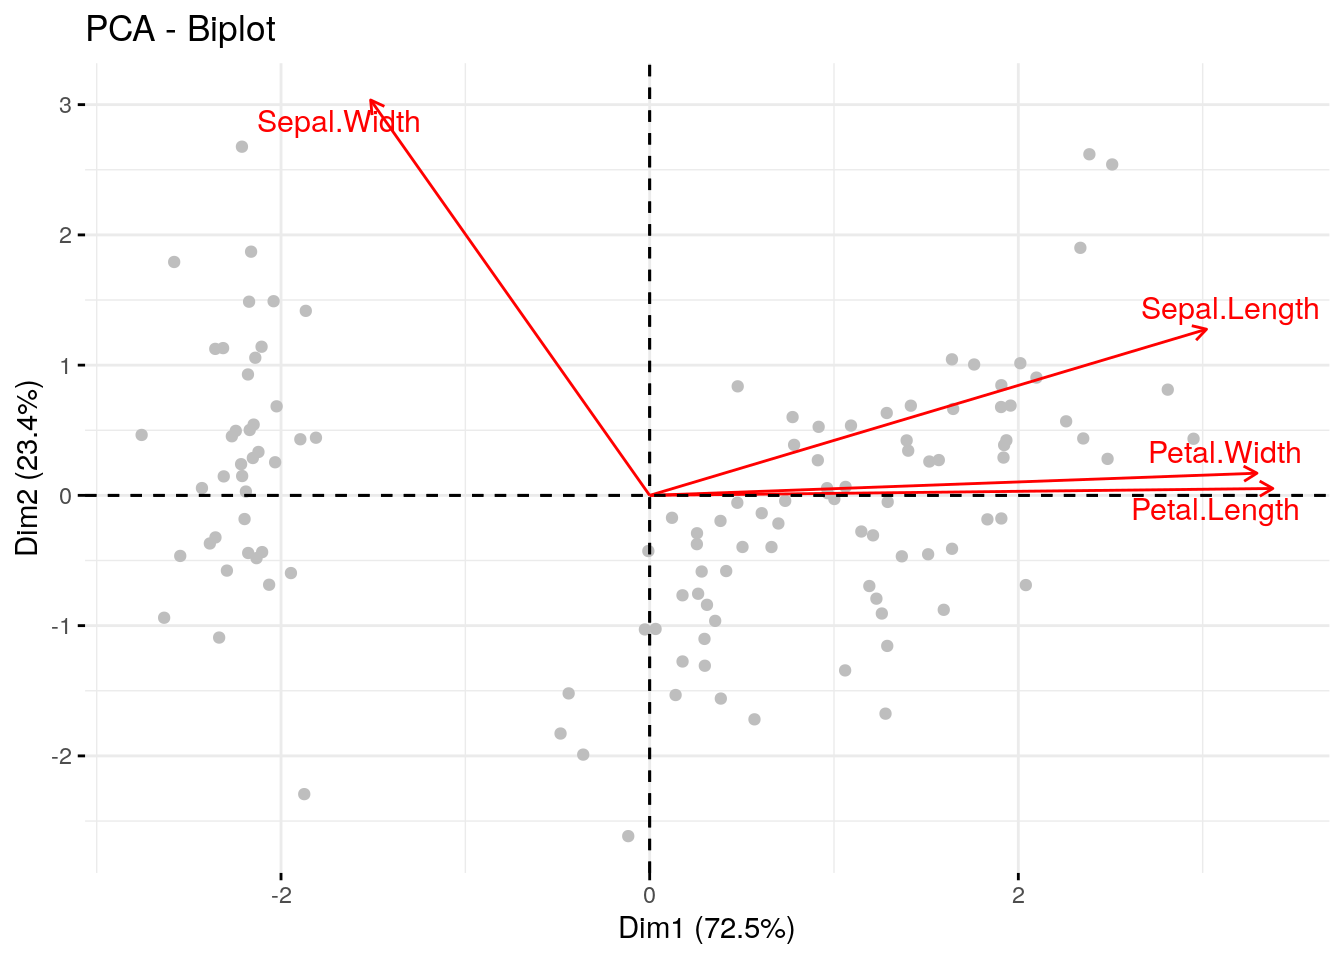 PCA - Biplot
3
2
1
0
-1
-2
Dim2 (23.4%)
Sepal.Width
Sepal.Length
Petal.Width
Petal.Length
-2
0
2
Dim1 (72.5%)